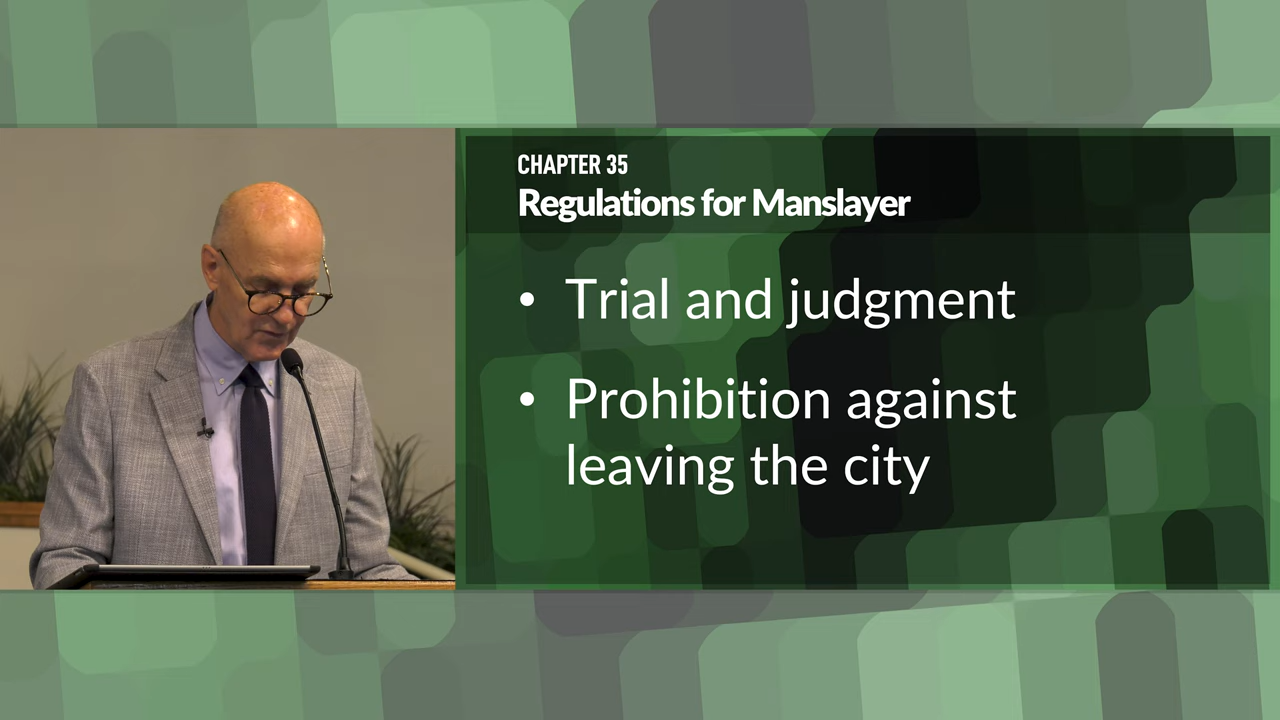 CHAPTER 35
Regulations for Manslayer
• Trial and judgment
• Prohibition against
leaving the city